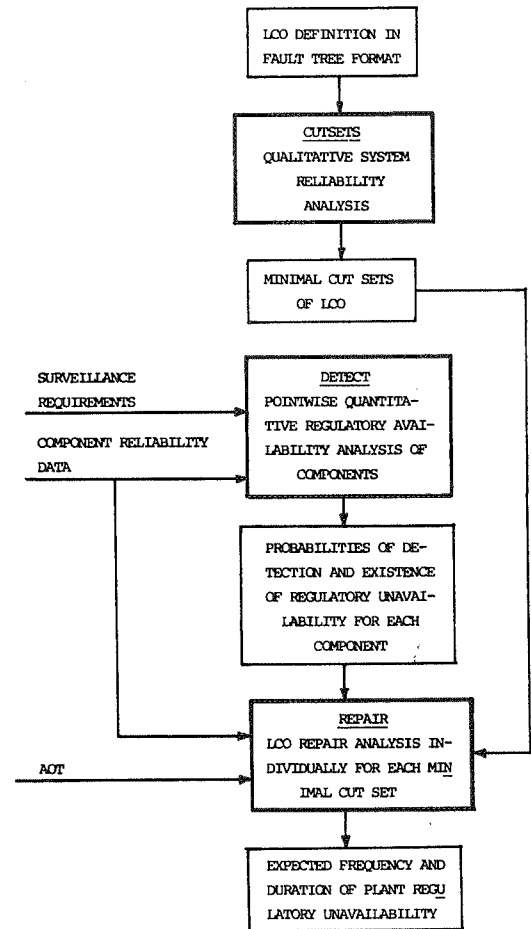 LCO DEFINITION IN
FAULT TREE FORMAT
CUTSETS
QUALITATIVE SYSTEM
RELIABILITY
ANALYSIS
MINIMAL CUT SETS
OF LCO
SURVEILLANCE
REQUIREMENTS
COMPONENT RELIABILITY
DATA
DETECT
POINTWISE QUANTITA-
TIVE REGULATORY AVAI-
LABILITY ANALYSIS OF
COMPONENTS
PROBABILITIES OF DE-
TECTION AND EXISTENCE
OF REGULATORY UNAVAI-
LABILITY FOR EACH
COMPONENT
AOT
REPAIR
LCO REPAIR ANALYSIS IN-
DIVIDUALLY FOR EACH MIN
IMAL CUT SET
EXPECTED FREQUENCY AND
DURATION OF PLANT REGU
LATORY UNAVAILABILITY